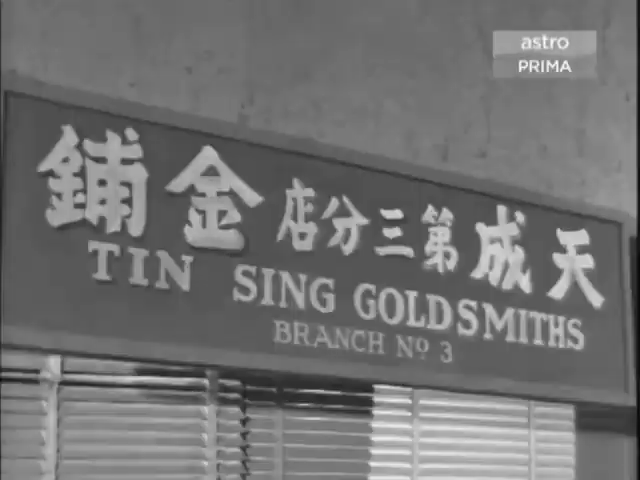 astro
PRIMA
天成第三分店金鋪
TIN SING GOLDSMITHS
BRANCH Nº 3